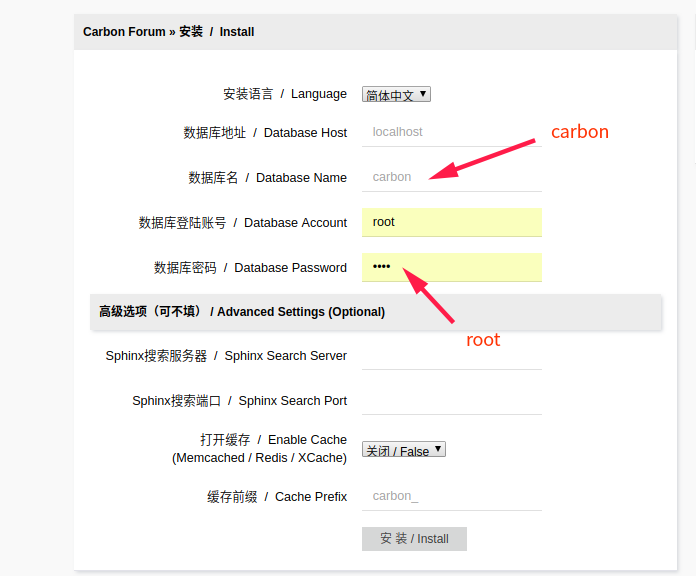 Carbon Forum » 安装 / Install
安装语言 / Language 简体中文
数据库地址 / Database Host localhost
carbon
数据库名 / Database Name carbon
数据库登陆账号 / Database Account root
数据库密码 / Database Password ••••
高级选项（可不填） / Advanced Settings (Optional)
root
Sphinx搜索服务器 / Sphinx Search Server
Sphinx搜索端口 / Sphinx Search Port
打开缓存 / Enable Cache
(Memcached / Redis / XCache) 关闭 / False
缓存前缀 / Cache Prefix carbon_
安 装 / Install